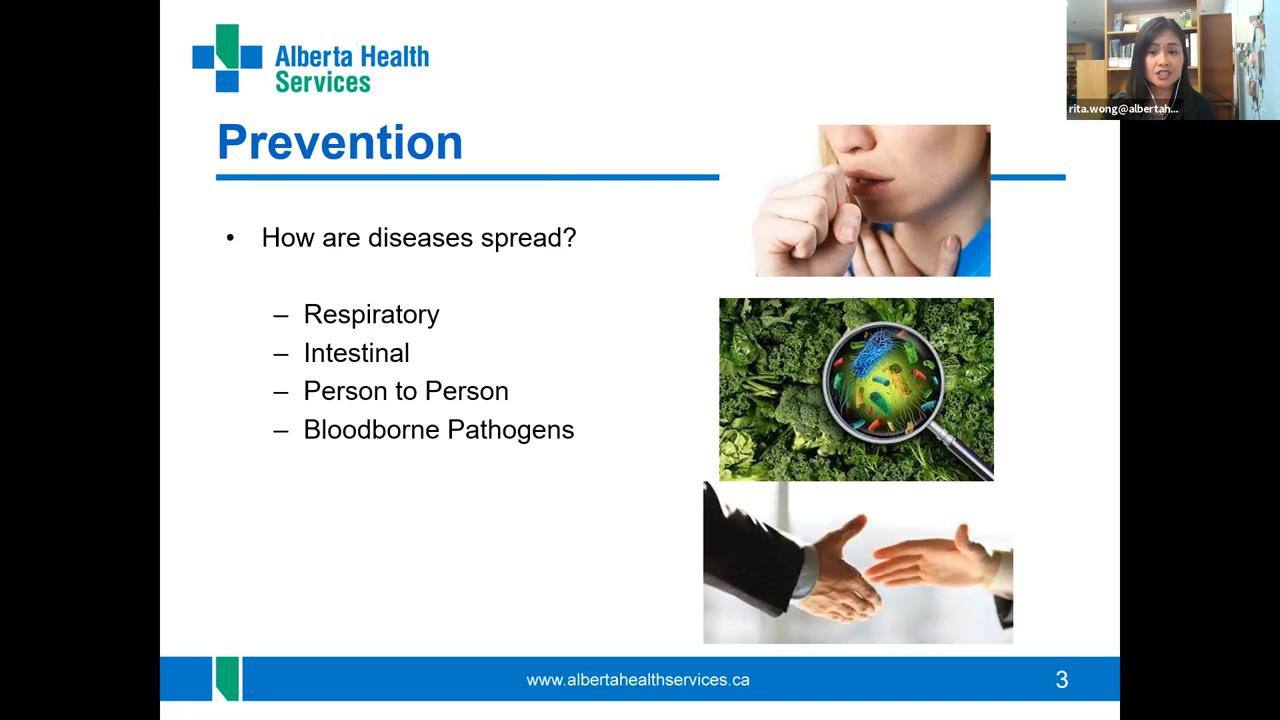 Alberta Health
Services
rita.wong@albertah...
Prevention
• How are diseases spread?
– Respiratory
– Intestinal
– Person to Person
– Bloodborne Pathogens
www.albertahealthservices.ca
3